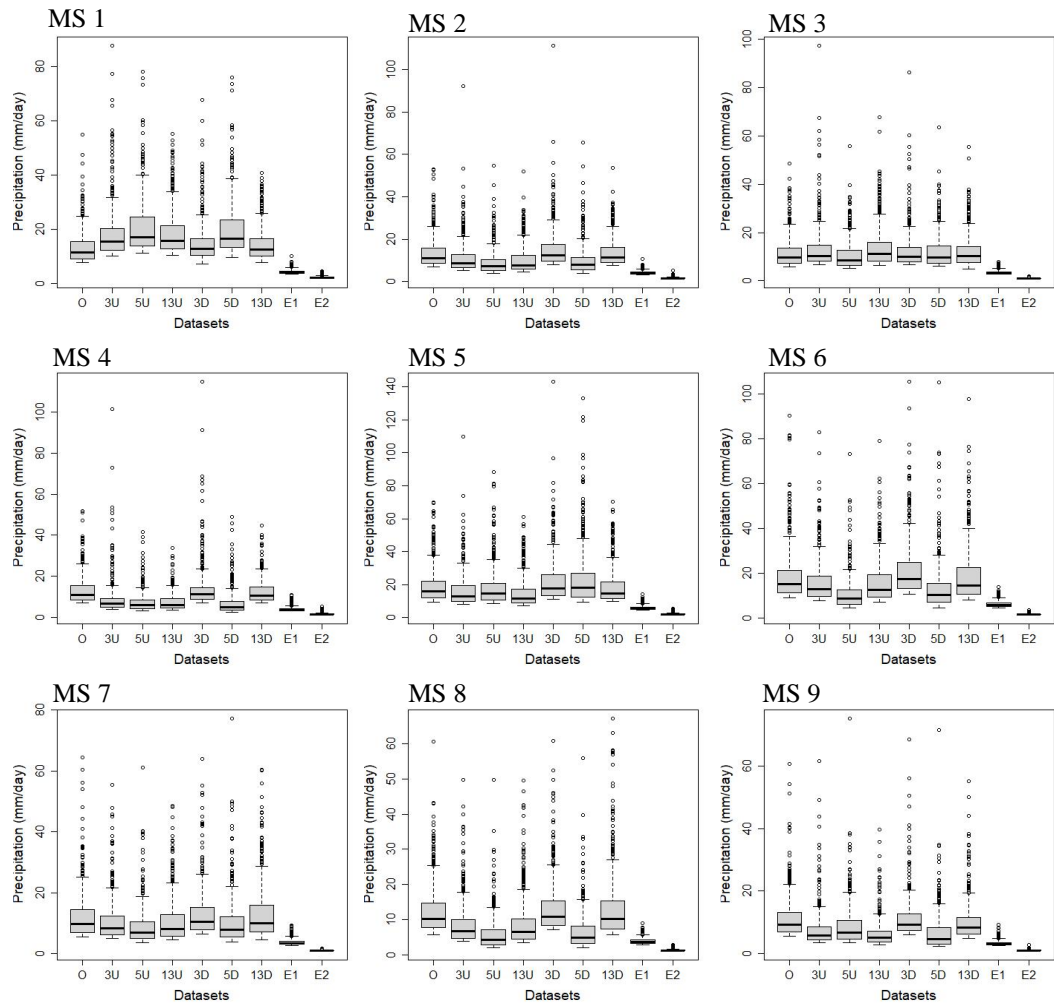 MS 1
MS 2
MS 3
Precipitation (mm/day)
80
60
40
20
0
O 3U 5U 13U 3D 5D 13D E1 E2
Datasets
Precipitation (mm/day)
100
80
60
40
20
0
O 3U 5U 13U 3D 5D 13D E1 E2
Datasets
Precipitation (mm/day)
100
80
60
40
20
0
O 3U 5U 13U 3D 5D 13D E1 E2
Datasets
MS 4
MS 5
MS 6
Precipitation (mm/day)
100
80
60
40
20
0
O 3U 5U 13U 3D 5D 13D E1 E2
Datasets
Precipitation (mm/day)
140
120
100
80
60
40
20
0
O 3U 5U 13U 3D 5D 13D E1 E2
Datasets
Precipitation (mm/day)
100
80
60
40
20
0
O 3U 5U 13U 3D 5D 13D E1 E2
Datasets
MS 7
MS 8
MS 9
Precipitation (mm/day)
80
60
40
20
0
O 3U 5U 13U 3D 5D 13D E1 E2
Datasets
Precipitation (mm/day)
60
50
40
30
20
10
0
O 3U 5U 13U 3D 5D 13D E1 E2
Datasets
Precipitation (mm/day)
60
40
20
0
O 3U 5U 13U 3D 5D 13D E1 E2
Datasets